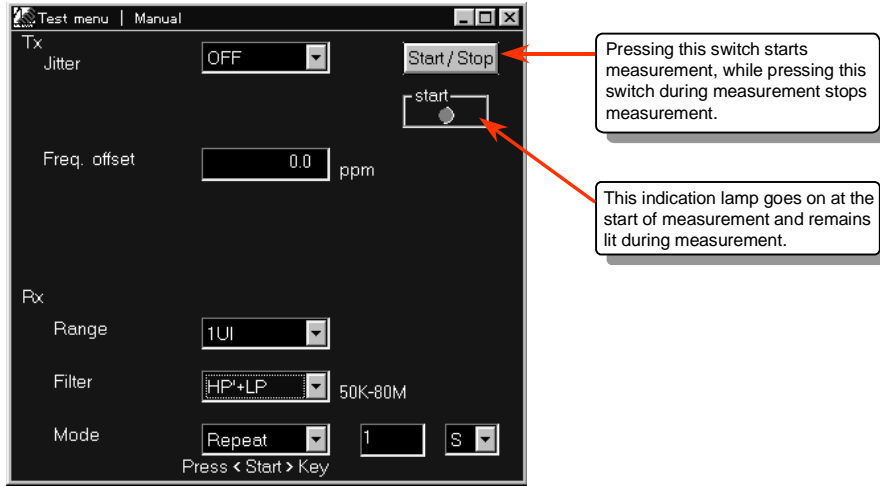 Test menu | Manual
Tx
Jitter
OFF
Start / Stop
start
Freq. offset
0.0
ppm
Rx
Range
1UI
Filter
HP'+LP
50K-80M
Mode
Repeat
1
S
Press < Start > Key
Pressing this switch starts
measurement, while pressing this
switch during measurement stops
measurement.
This indication lamp goes on at the
start of measurement and remains
lit during measurement.